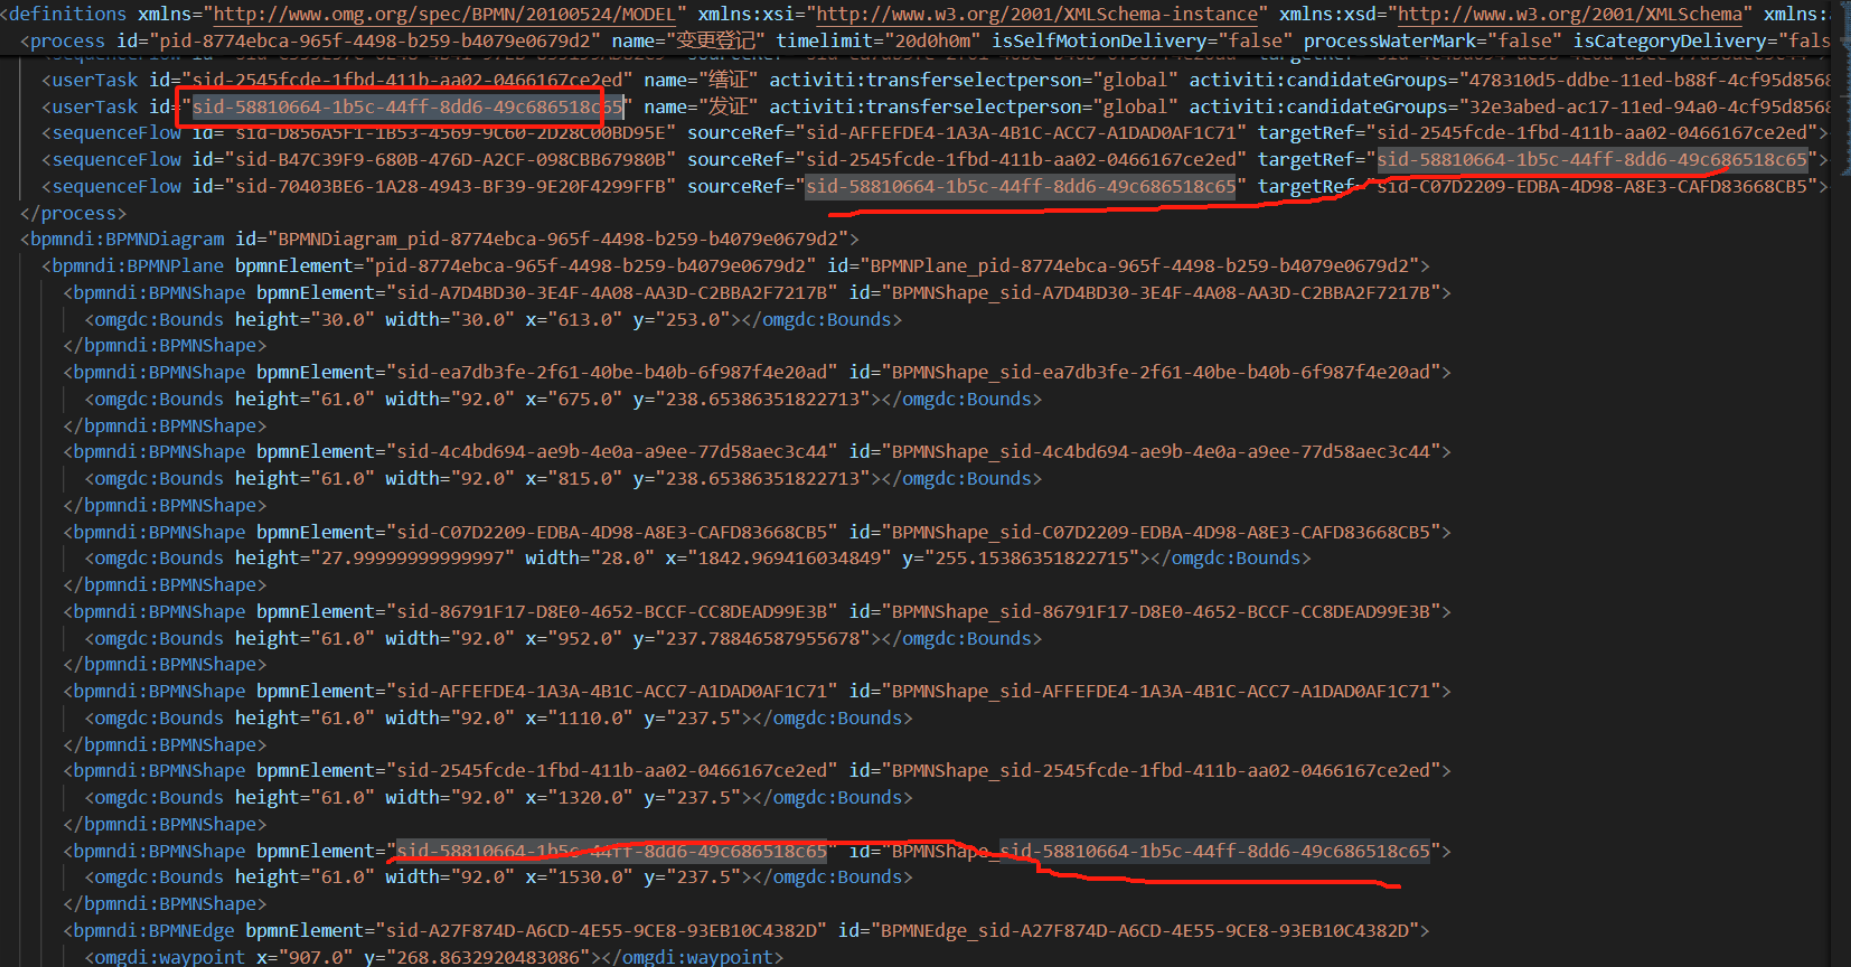 <definitions xmlns="http://www.omg.org/spec/BPMN/20100524/MODEL" xmlns:xsi="http://www.w3.org/2001/XMLSchema-instance" xmlns:xsd="http://www.w3.org/2001/XMLSchema" xmlns:
<process id="pid-8774ebca-965f-4498-b259-b4079e0679d2" name="变更登记" timelimit="20d0h0m" isSelfMotionDelivery="false" processWaterMark="false" isCategoryDelivery="fals
<userTask id="sid-2545fcde-1fbd-411b-aa02-0466167ce2ed" name="缮证" activiti:transferselectperson="global" activiti:candidateGroups="478310d5-ddbe-11ed-b88f-4cf95d8568
<userTask id="sid-58810664-1b5c-44ff-8dd6-49c686518c65" name="发证" activiti:transferselectperson="global" activiti:candidateGroups="32e3abed-ac17-11ed-94a0-4cf95d8568
<sequenceFlow id="sid-D856A5F1-1B53-4569-9C60-2D28C00BD95E" sourceRef="sid-AFFEFDE4-1A3A-4B1C-ACC7-A1DAD0AF1C71" targetRef="sid-2545fcde-1fbd-411b-aa02-0466167ce2ed">
<sequenceFlow id="sid-B47C39F9-680B-476D-A2CF-098CBB67980B" sourceRef="sid-2545fcde-1fbd-411b-aa02-0466167ce2ed" targetRef="sid-58810664-1b5c-44ff-8dd6-49c686518c65">
<sequenceFlow id="sid-70403BE6-1A28-4943-BF39-9E20F4299FFB" sourceRef="sid-58810664-1b5c-44ff-8dd6-49c686518c65" targetRef="sid-C07D2209-EDBA-4D98-A8E3-CAFD83668CB5">
</process>
<bpmndi:BPMNDiagram id="BPMNDiagram_pid-8774ebca-965f-4498-b259-b4079e0679d2">
<bpmndi:BPMNPlane bpmnElement="pid-8774ebca-965f-4498-b259-b4079e0679d2" id="BPMNPlane_pid-8774ebca-965f-4498-b259-b4079e0679d2">
<bpmndi:BPMNShape bpmnElement="sid-A7D4BD30-3E4F-4A08-AA3D-C2BBA2F7217B" id="BPMNShape_sid-A7D4BD30-3E4F-4A08-AA3D-C2BBA2F7217B">
<omgdc:Bounds height="30.0" width="30.0" x="613.0" y="253.0"></omgdc:Bounds>
</bpmndi:BPMNShape>
<bpmndi:BPMNShape bpmnElement="sid-ea7db3fe-2f61-40be-b40b-6f987f4e20ad" id="BPMNShape_sid-ea7db3fe-2f61-40be-b40b-6f987f4e20ad">
<omgdc:Bounds height="61.0" width="92.0" x="675.0" y="238.65386351822713"></omgdc:Bounds>
</bpmndi:BPMNShape>
<bpmndi:BPMNShape bpmnElement="sid-4c4bd694-ae9b-4e0a-a9ee-77d58aec3c44" id="BPMNShape_sid-4c4bd694-ae9b-4e0a-a9ee-77d58aec3c44">
<omgdc:Bounds height="61.0" width="92.0" x="815.0" y="238.65386351822713"></omgdc:Bounds>
</bpmndi:BPMNShape>
<bpmndi:BPMNShape bpmnElement="sid-C07D2209-EDBA-4D98-A8E3-CAFD83668CB5" id="BPMNShape_sid-C07D2209-EDBA-4D98-A8E3-CAFD83668CB5">
<omgdc:Bounds height="27.99999999999997" width="28.0" x="1842.969416034849" y="255.15386351822715"></omgdc:Bounds>
</bpmndi:BPMNShape>
<bpmndi:BPMNShape bpmnElement="sid-86791F17-D8E0-4652-BCCF-CC8DEAD99E3B" id="BPMNShape_sid-86791F17-D8E0-4652-BCCF-CC8DEAD99E3B">
<omgdc:Bounds height="61.0" width="92.0" x="952.0" y="237.78846587955678"></omgdc:Bounds>
</bpmndi:BPMNShape>
<bpmndi:BPMNShape bpmnElement="sid-AFFEFDE4-1A3A-4B1C-ACC7-A1DAD0AF1C71" id="BPMNShape_sid-AFFEFDE4-1A3A-4B1C-ACC7-A1DAD0AF1C71">
<omgdc:Bounds height="61.0" width="92.0" x="1110.0" y="237.5"></omgdc:Bounds>
</bpmndi:BPMNShape>
<bpmndi:BPMNShape bpmnElement="sid-2545fcde-1fbd-411b-aa02-0466167ce2ed" id="BPMNShape_sid-2545fcde-1fbd-411b-aa02-0466167ce2ed">
<omgdc:Bounds height="61.0" width="92.0" x="1320.0" y="237.5"></omgdc:Bounds>
</bpmndi:BPMNShape>
<bpmndi:BPMNShape bpmnElement="sid-58810664-1b5c-44ff-8dd6-49c686518c65" id="BPMNShape_sid-58810664-1b5c-44ff-8dd6-49c686518c65">
<omgdc:Bounds height="61.0" width="92.0" x="1530.0" y="237.5"></omgdc:Bounds>
</bpmndi:BPMNShape>
<bpmndi:BPMNEdge bpmnElement="sid-A27F874D-A6CD-4E55-9CE8-93EB10C4382D" id="BPMNEdge_sid-A27F874D-A6CD-4E55-9CE8-93EB10C4382D">
<omgdi:waypoint x="907.0" y="268.8632920483086"></omgdi:waypoint>